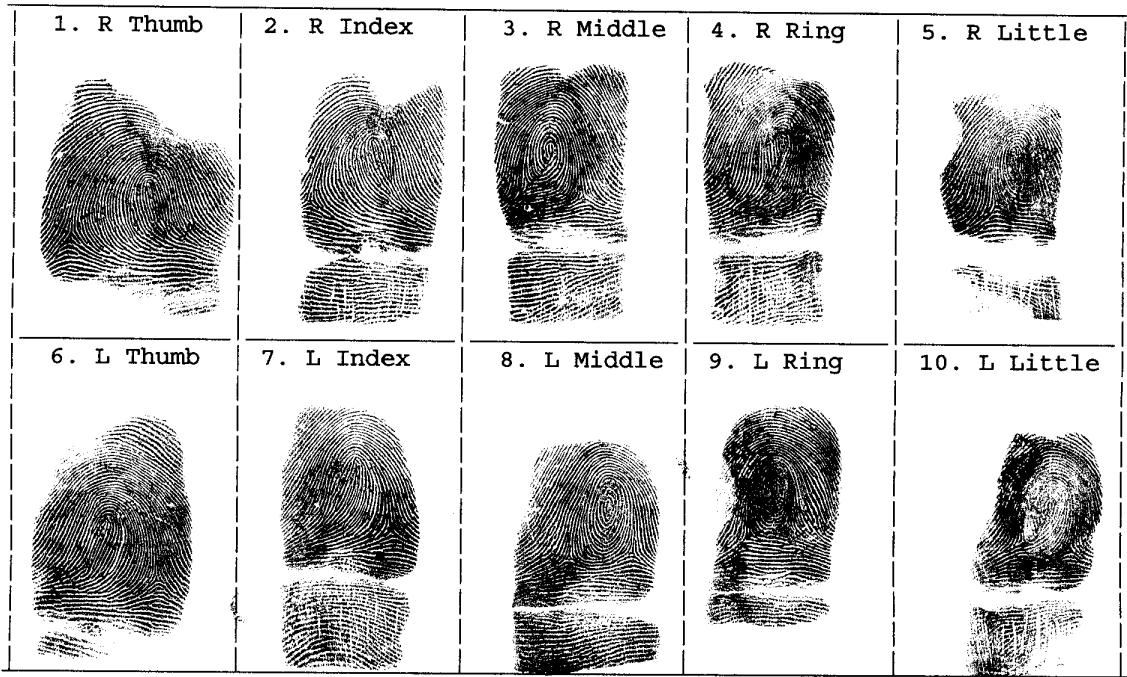 1. R Thumb 2. R Index 3. R Middle 4. R Ring 5. R Little
6. L Thumb 7. L Index 8. L Middle 9. L Ring 10. L Little